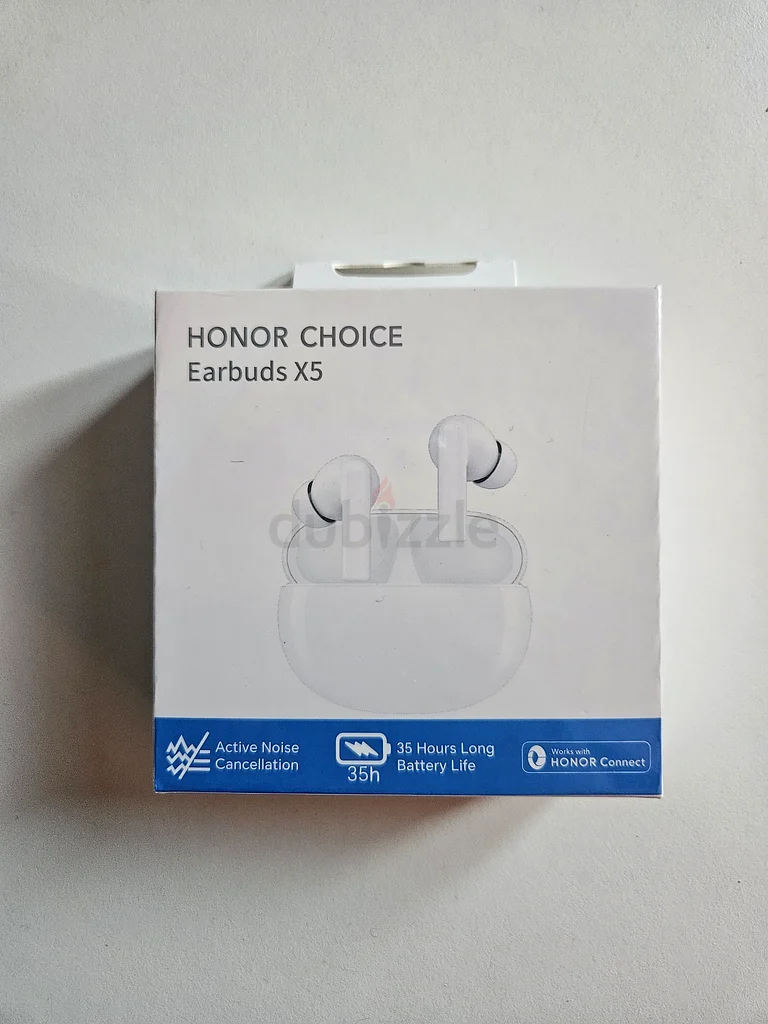 HONOR CHOICE
Earbuds X5
dubizzle
Active Noise
Cancellation
35h
35 Hours Long
Battery Life
Works with
HONOR Connect